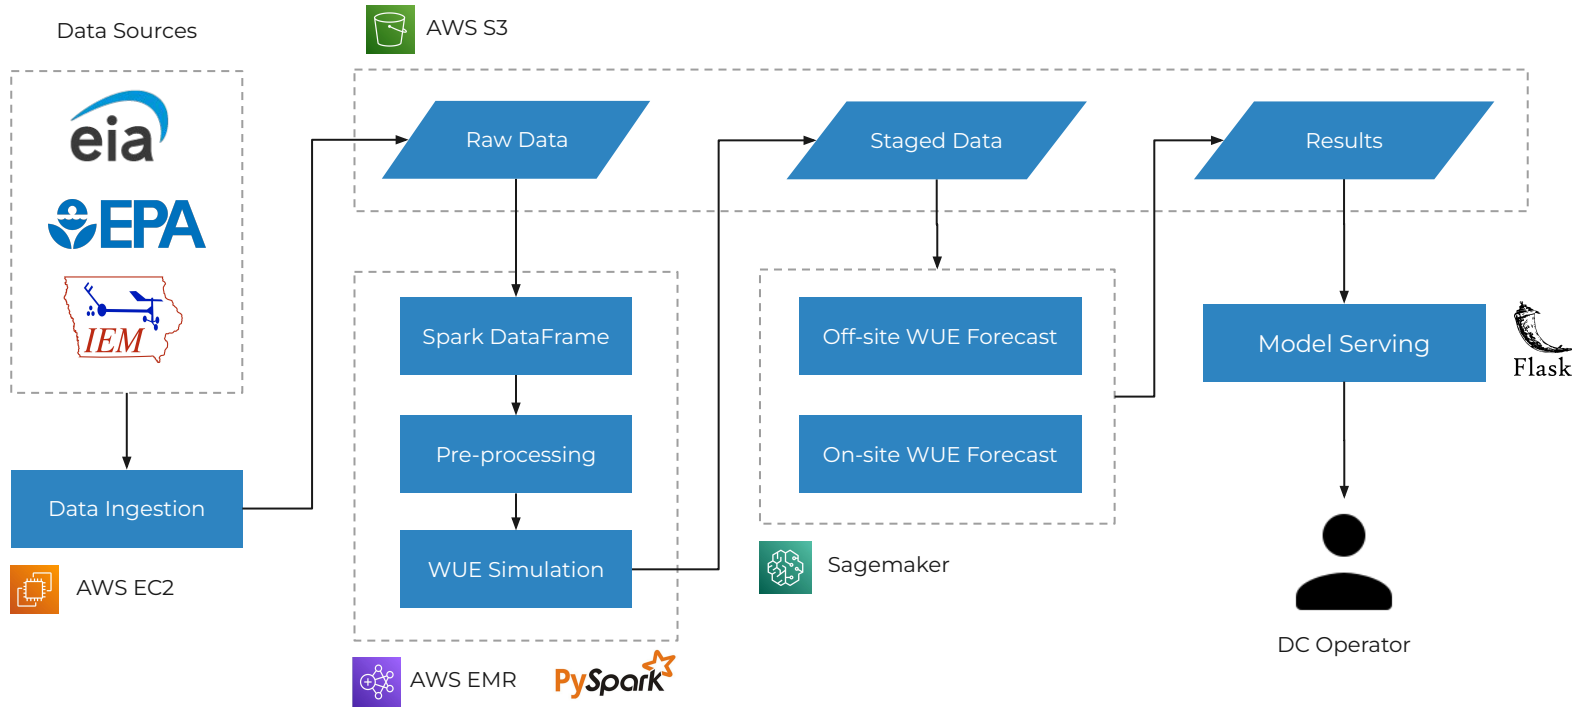 Data Sources
AWS S3
eia
EPA
IEM
Raw Data
Staged Data
Results
Spark DataFrame
Pre-processing
WUE Simulation
Off-site WUE Forecast
On-site WUE Forecast
Model Serving
Flask
Data Ingestion
AWS EC2
Sagemaker
AWS EMR
PySpark
DC Operator